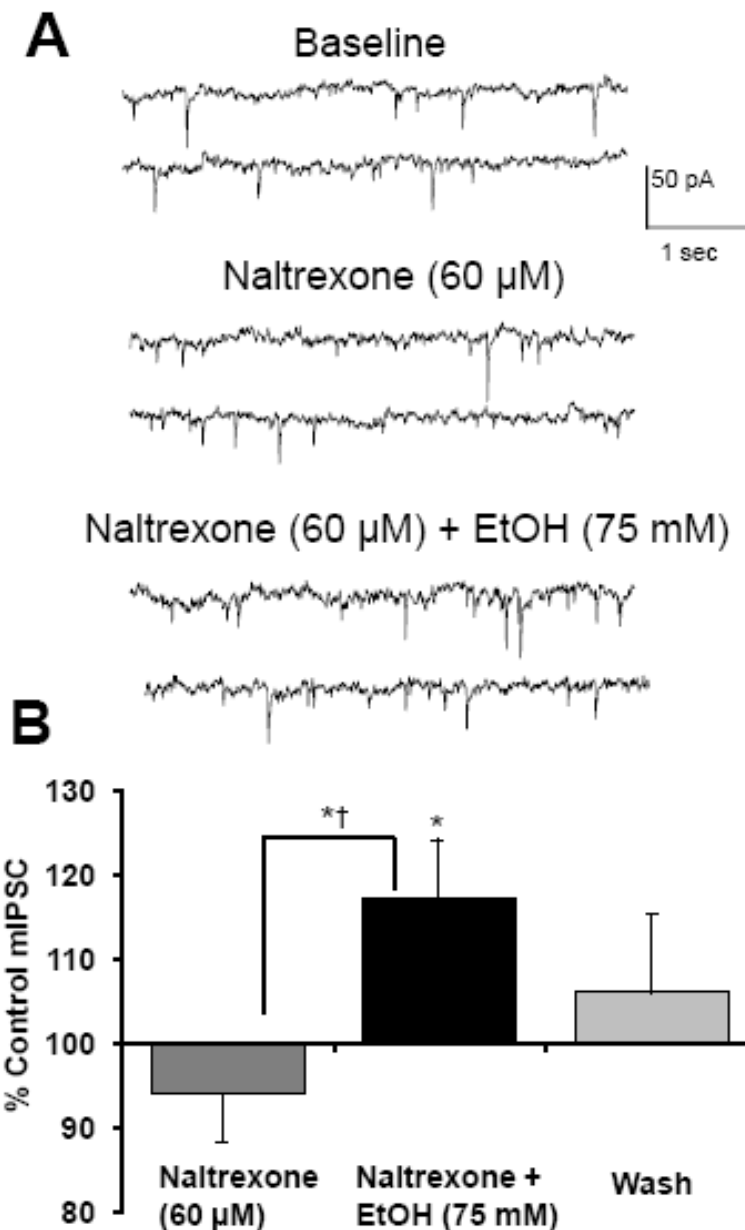 A
Baseline
50 pA
1 sec
Naltrexone (60 µM)
Naltrexone (60 µM) + EtOH (75 mM)
B
% Control mIPSC
130
120
110
100
90
80
*†
*
Naltrexone
(60 µM)
Naltrexone +
EtOH (75 mM)
Wash